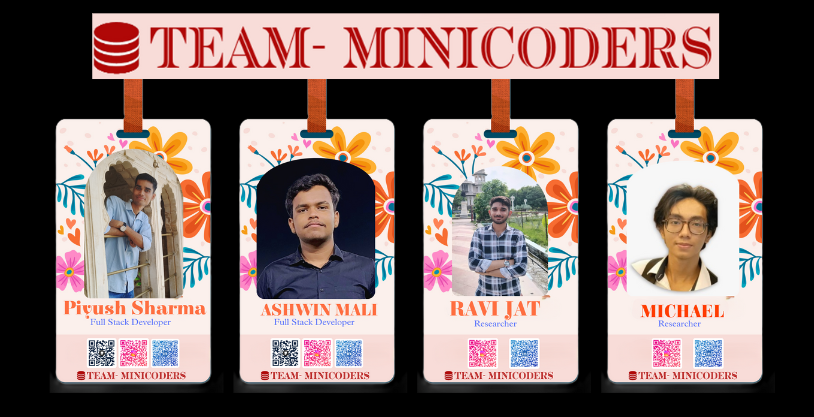 TEAM- MINICODERS
Piyush Sharma
Full Stack Developer
TEAM- MINICODERS
ASHWIN MALI
Full Stack Developer
TEAM- MINICODERS
RAVI JAT
Researcher
TEAM- MINICODERS
MICHAEL
Researcher
TEAM- MINICODERS